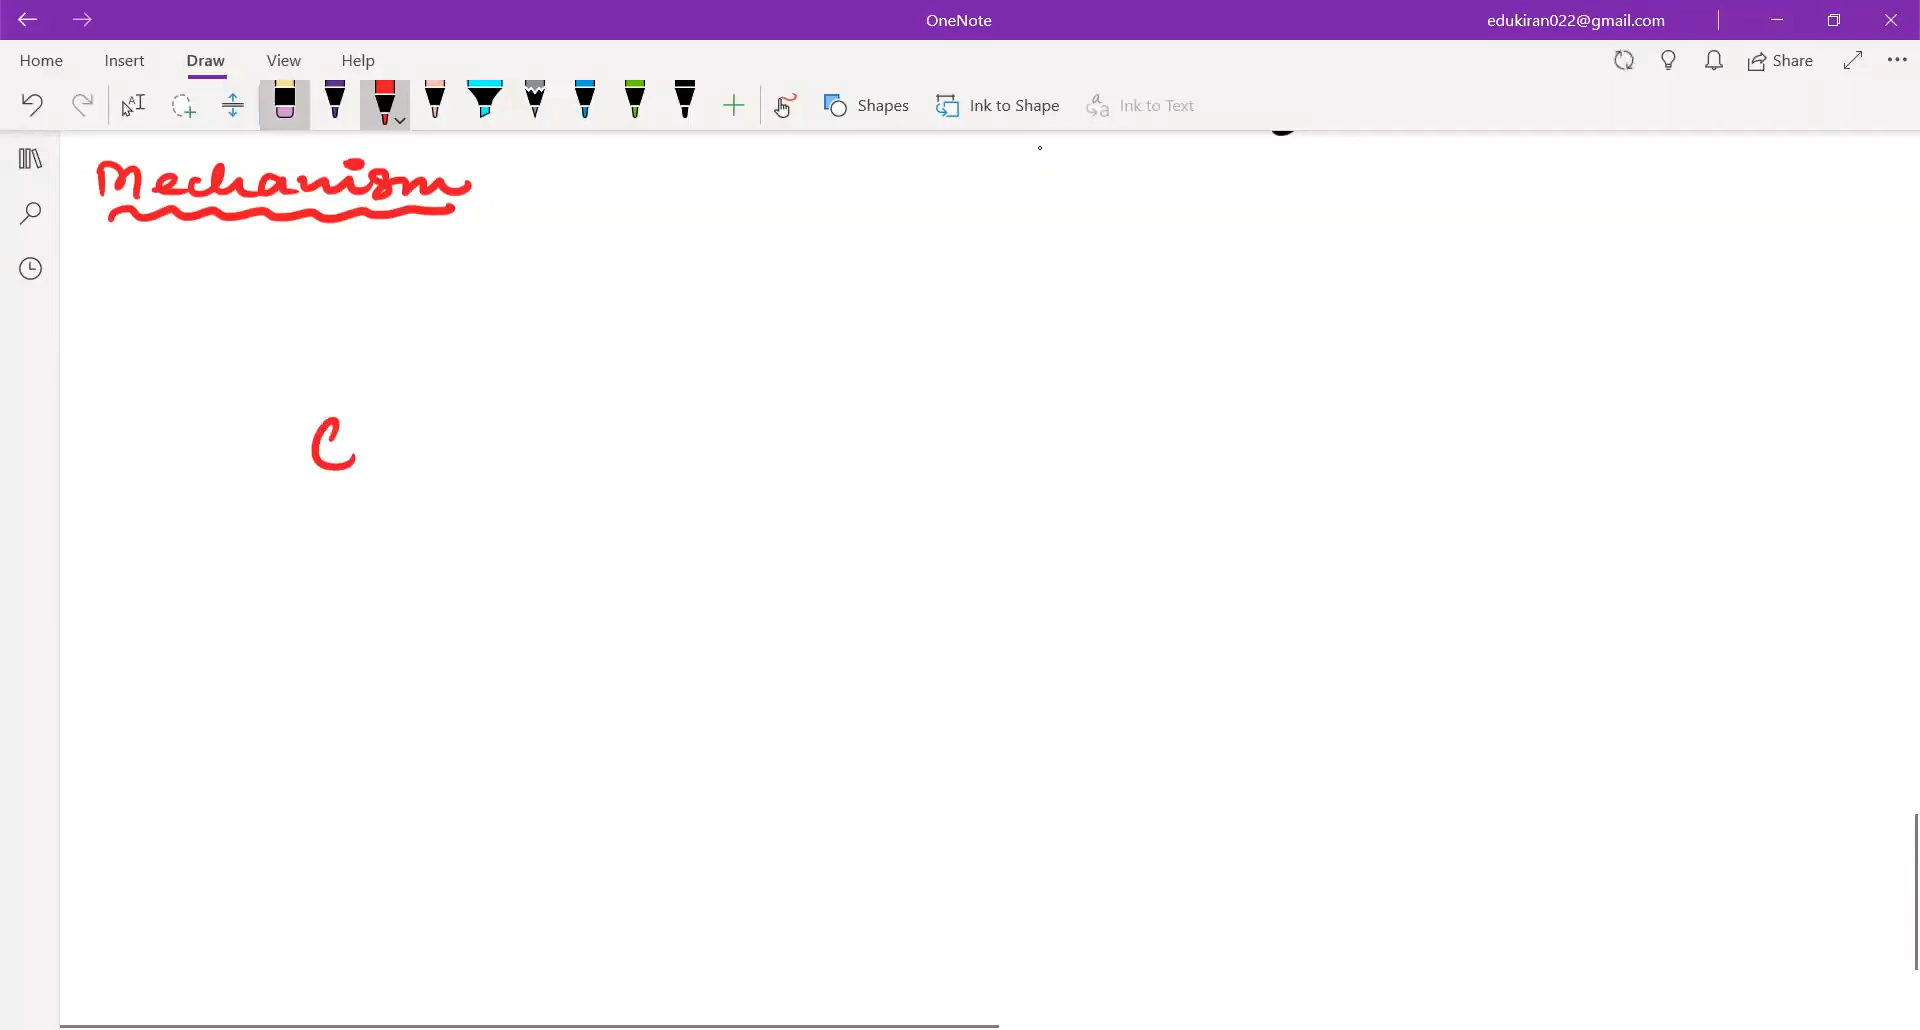 OneNote
edukiran022@gmail.com
Home Insert Draw View Help
Share
Shapes
Ink to Shape
Ink to Text
Mechanism
C